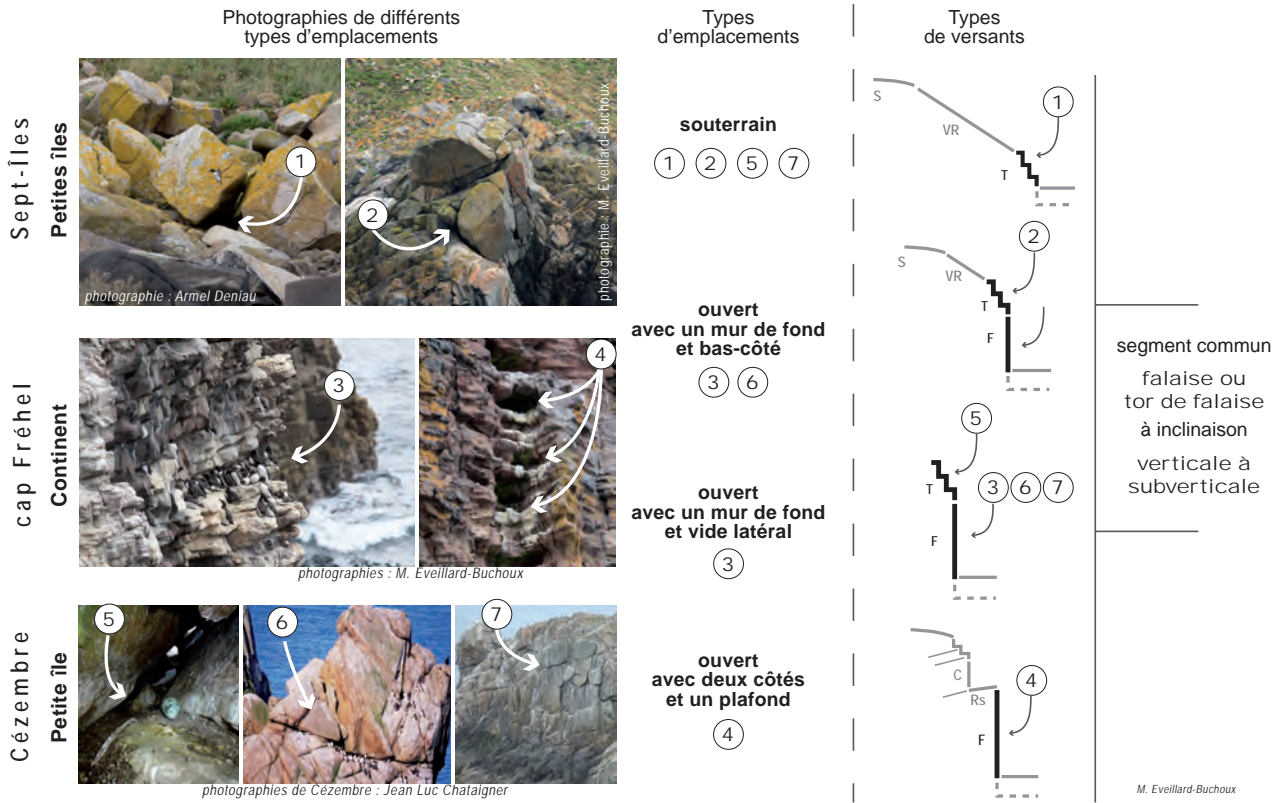 Photographies de différents
types d'emplacements
Types
d'emplacements
Types
de versants
Sept-Îles
Petites îles
1
photographie : Armel Deniau
2
photographie : M. Eveillard-Buchoux
cap Fréhel
Continent
3
4
photographies : M. Eveillard-Buchoux
Cézembre
Petite île
5
6
7
photographies de Cézembre : Jean Luc Chataigner
souterrain
1 2 5 7
ouvert
avec un mur de fond
et bas-côté
3 6
ouvert
avec un mur de fond
et vide latéral
3
ouvert
avec deux côtés
et un plafond
4
S
VR
T
1
S
VR
T
F
2
T
F
5
3 6 7
C
Rs
F
4
segment commun
falaise ou
tor de falaise
à inclinaison
verticale à
subverticale
M. Eveillard-Buchoux